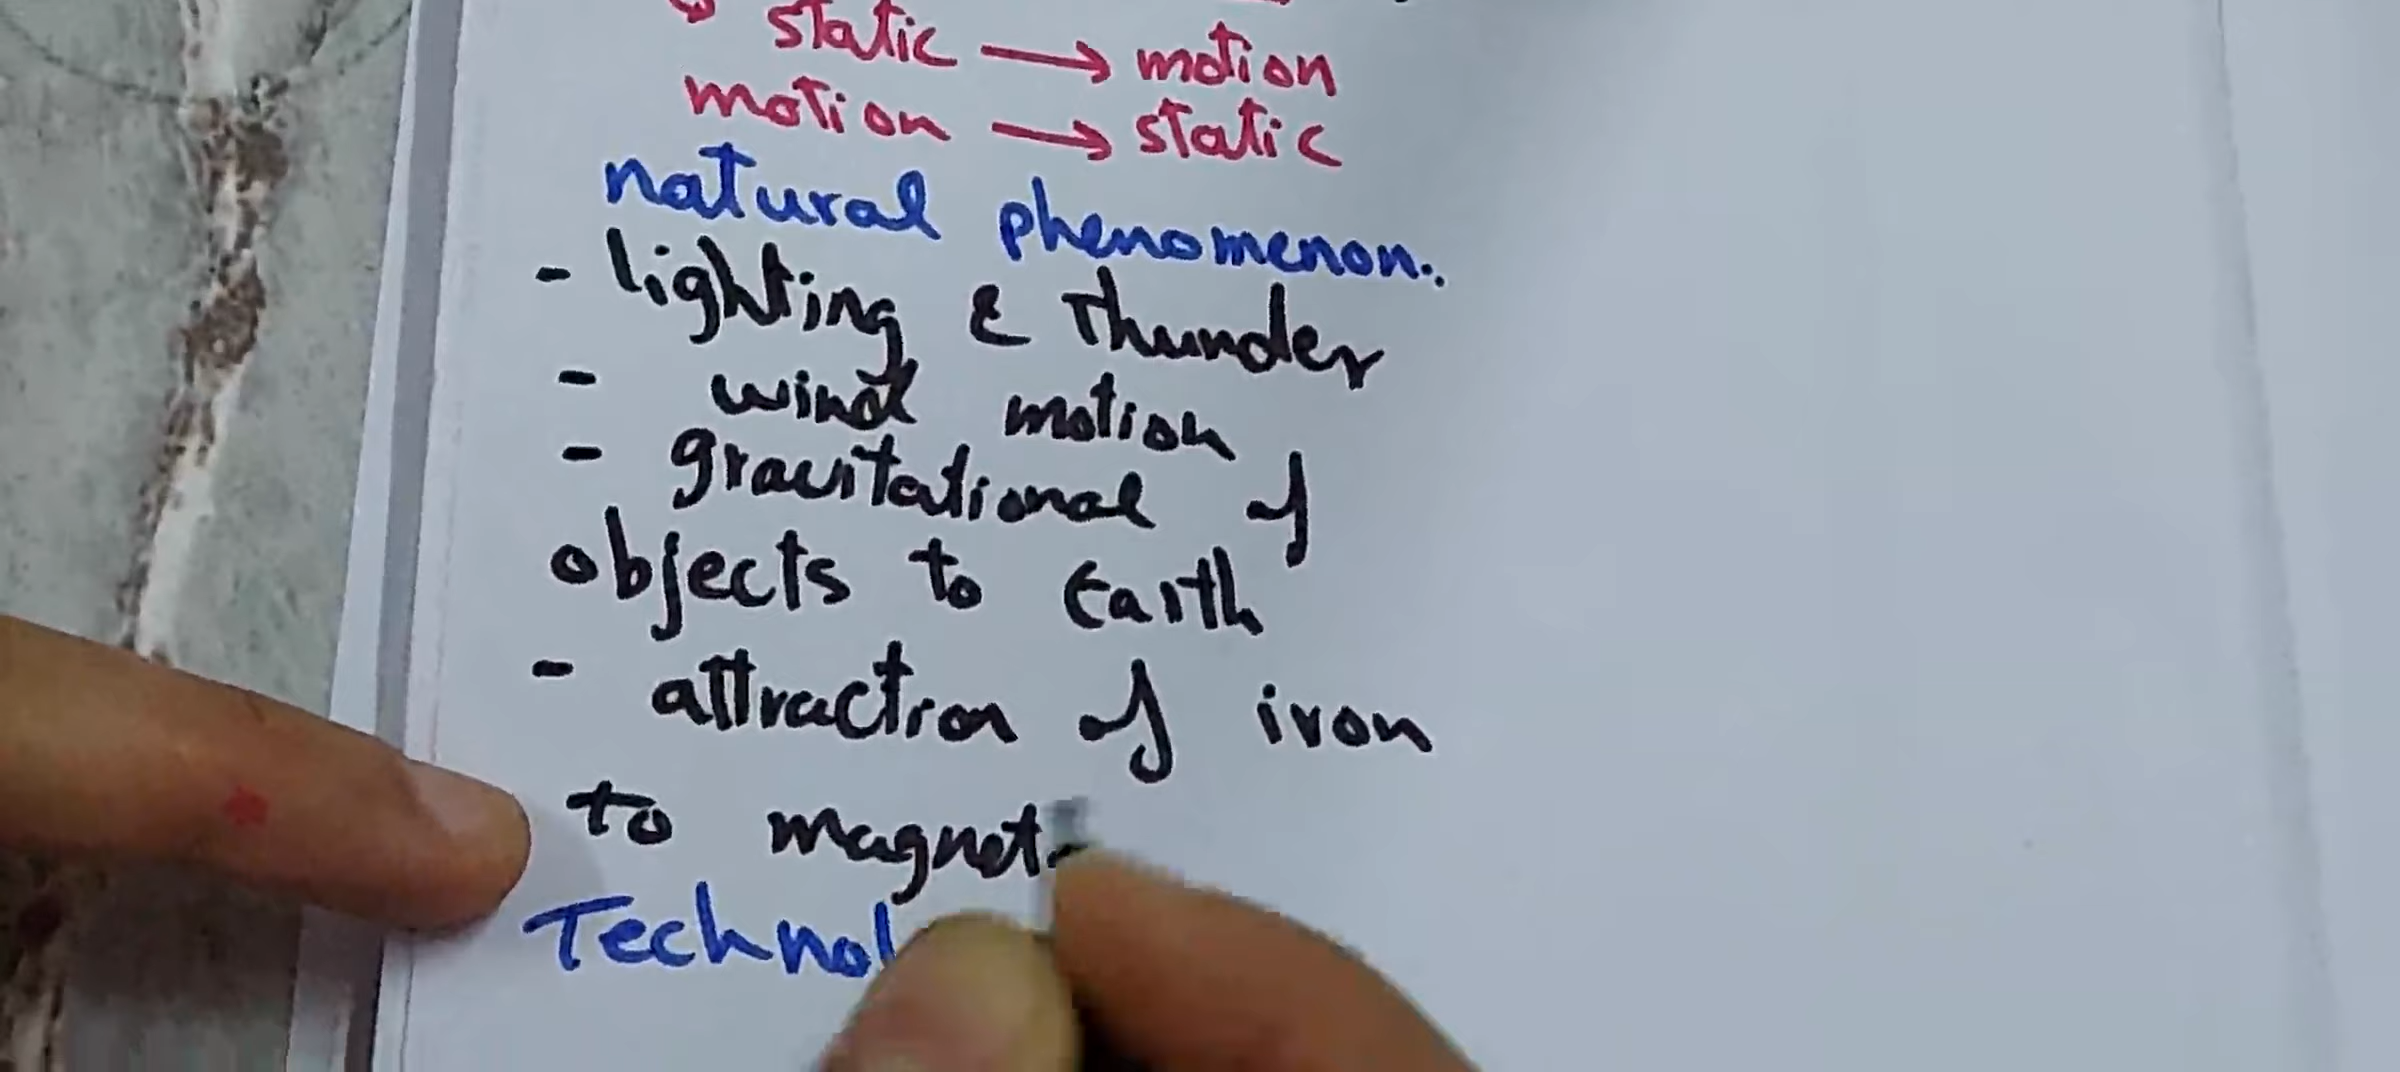 static → motion
motion → static
natural phenomenon:
- lighting & thunder
- wind motion
- gravitational of
objects to Earth
- attraction of iron
to magnet
Technol